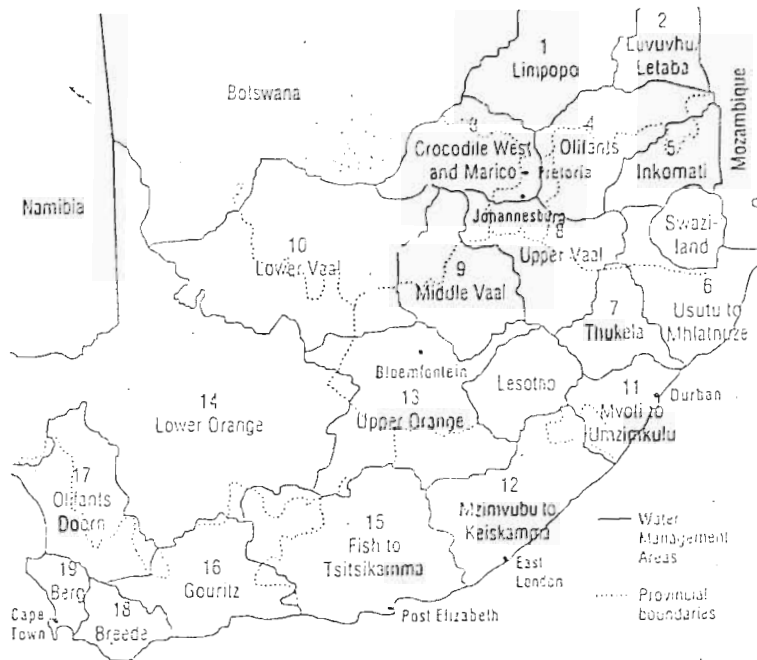 1
Limpopo
2
Luvuvhu/
Letaba
Mozambique
Botswana
3
Crocodile West
and Marico
4
Olifants
Pretoria
5
Inkomati
Johannesburg
Namibia
10
Lower Vaal
8
Upper Vaal
Swazi-
land
9
Middle Vaal
6
Usutu to
Mhlatuze
7
Thukela
Bloemfontein
Lesotho
13
Upper Orange
11
Mvoti to
Umzimkulu
Durban
14
Lower Orange
17
Olifants
Doorn
12
Mzimvubu to
Keiskamma
15
Fish to
Tsitsikamma
16
Gouritz
East
London
19
Berg
18
Breede
Cape
Town
Post Elizabeth
Water
Management
Areas
Provincial
boundaries